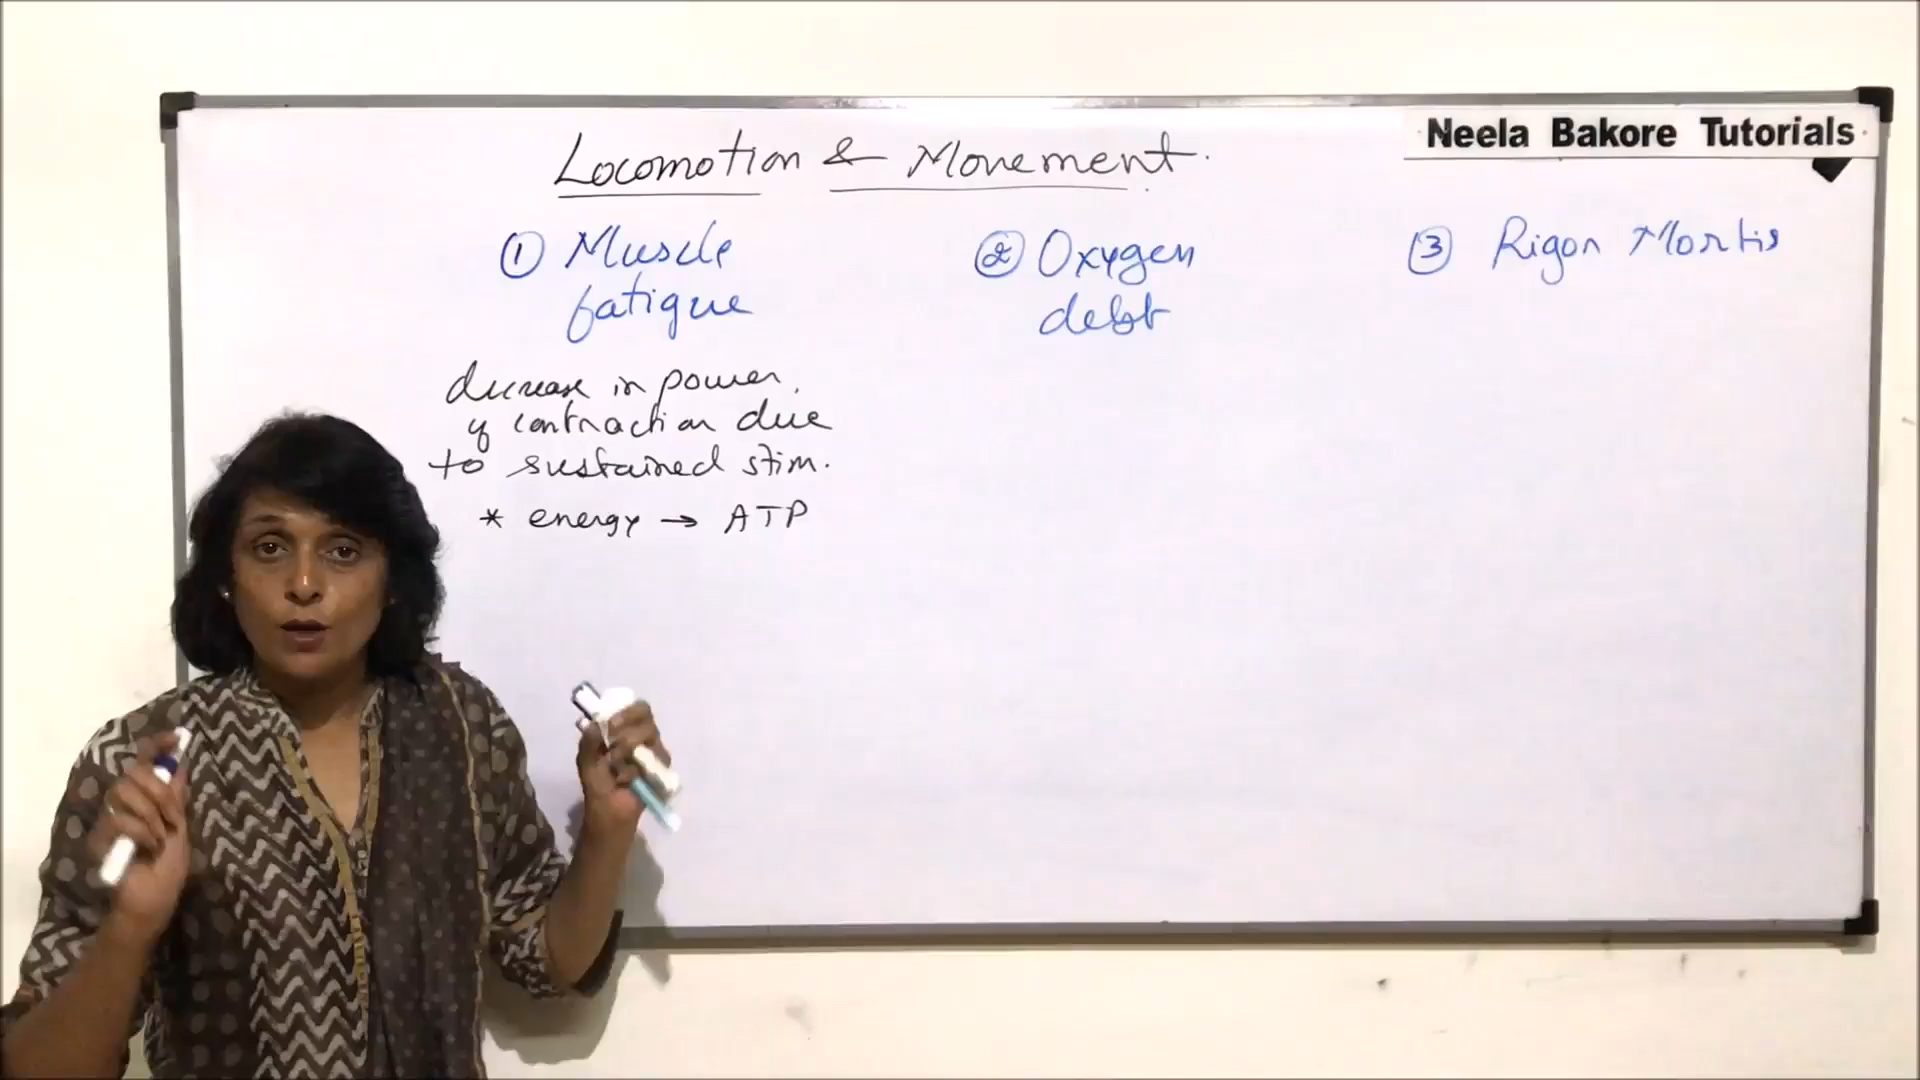 Neela Bakore Tutorials
Locomotion & Movement.
① Muscle
fatigue
② Oxygen
debt
③ Rigor Mortis
decrease in power
of contraction due
to sustained stim.
* energy → ATP